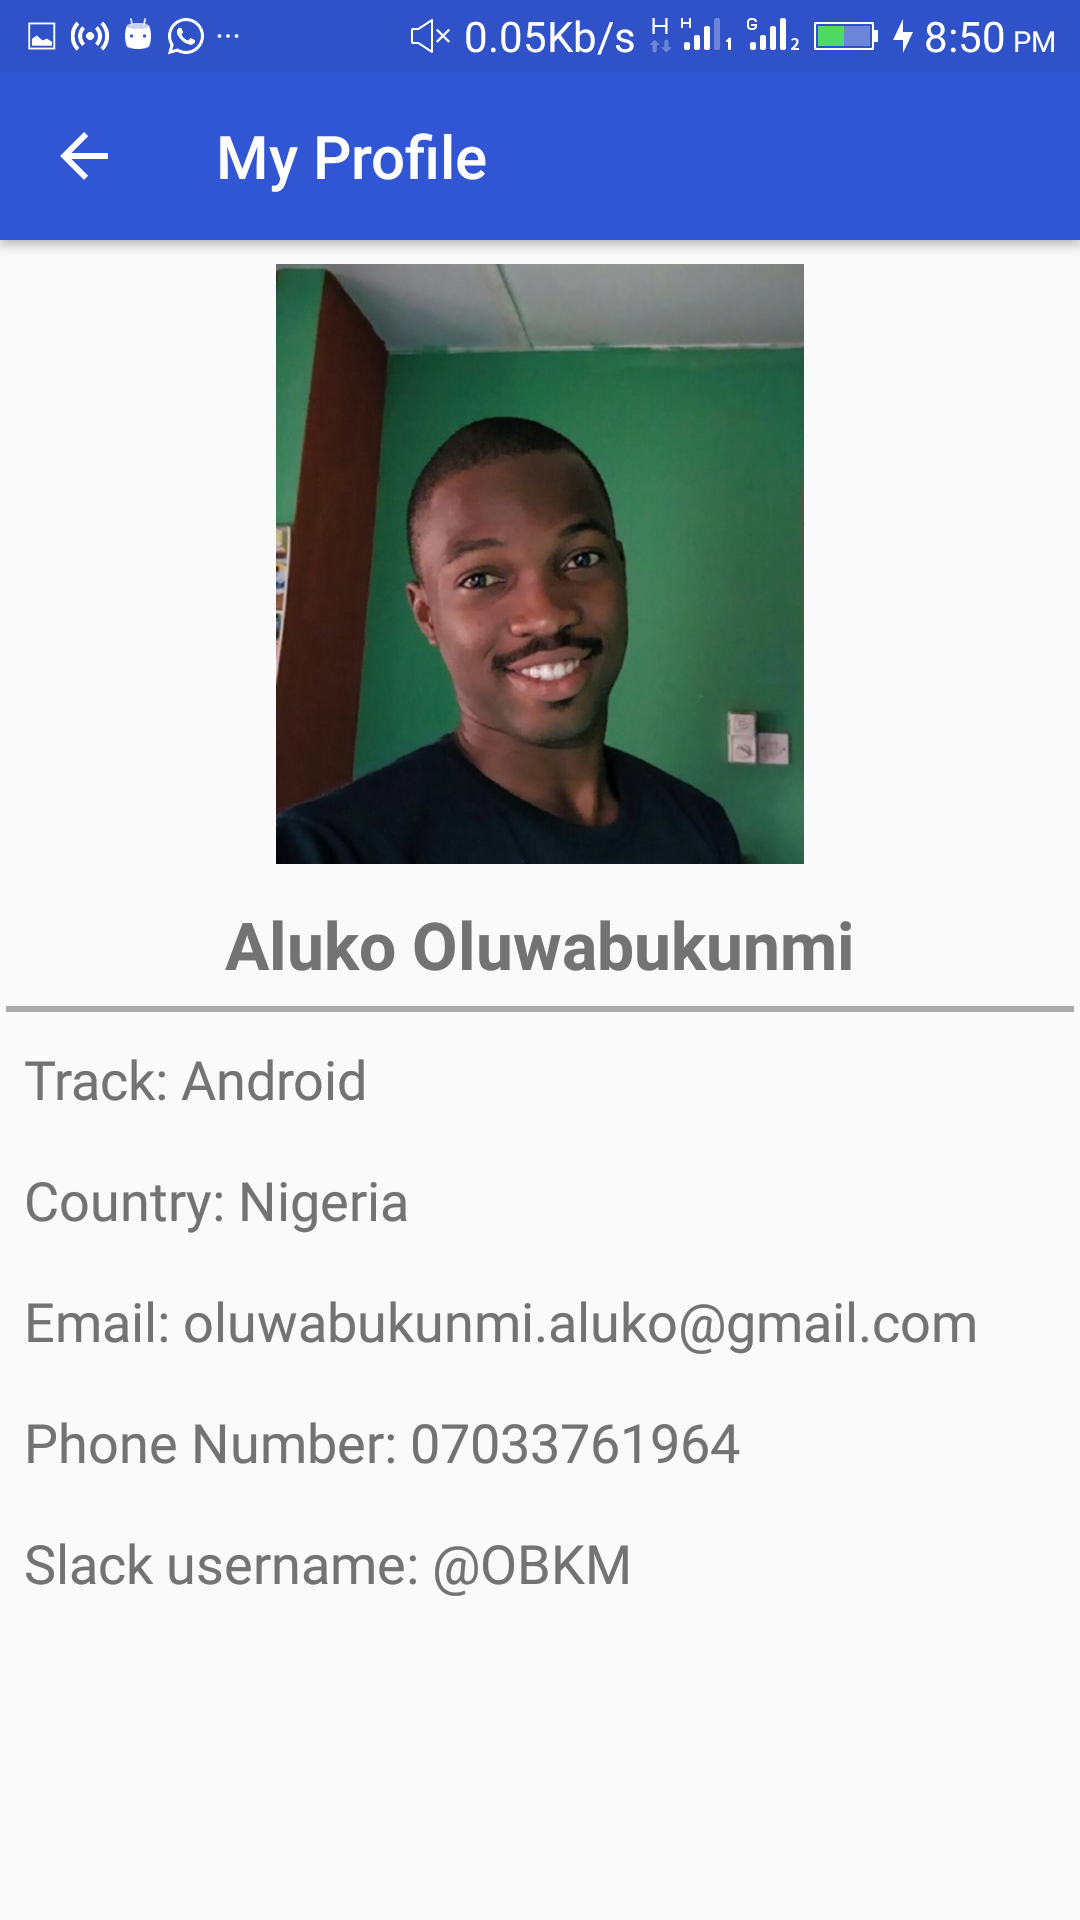 0.05Kb/s H H 1 G 2 8:50 PM
My Profile
Aluko Oluwabukunmi
Track: Android
Country: Nigeria
Email: oluwabukunmi.aluko@gmail.com
Phone Number: 07033761964
Slack username: @OBKM